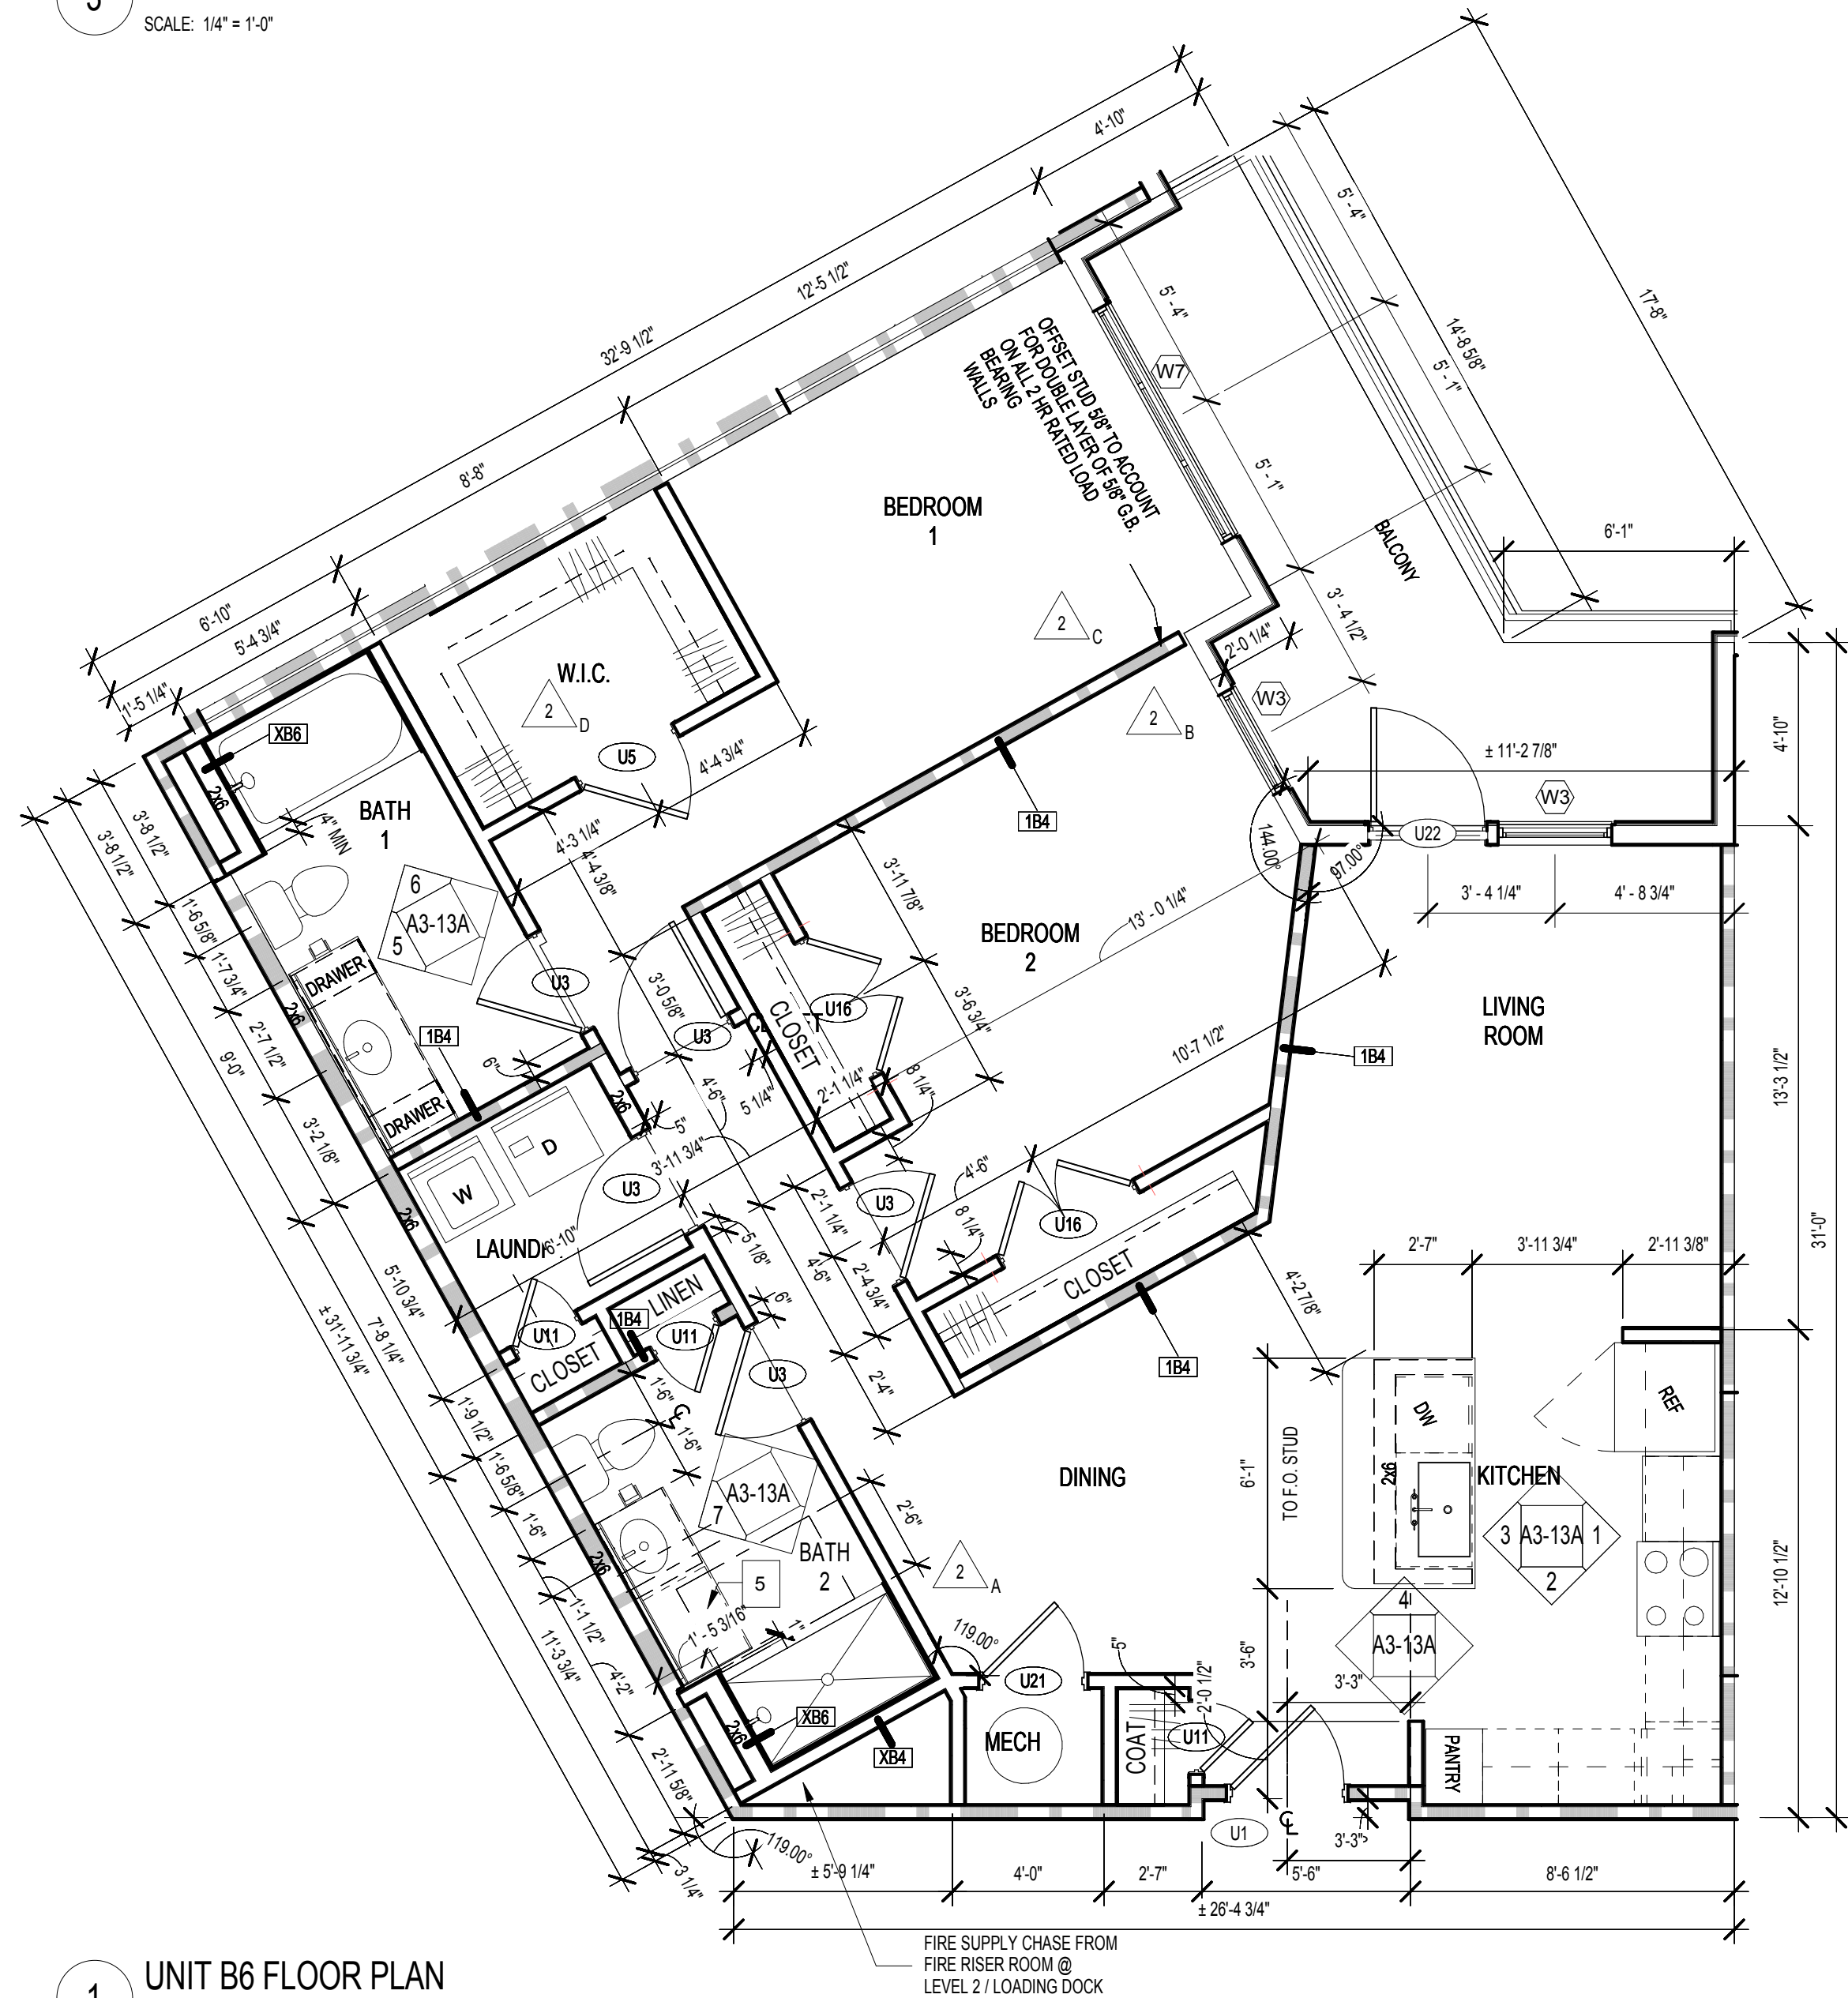 3
SCALE: 1/4" = 1'-0"
4'-10"
12'-5 1/2"
32'-9 1/2"
8'-8"
6'-10"
5'-4 3/4"
1'-5 1/4"
5' - 4"
17'-8"
14'-8 5/8"
5' - 1"
5' - 4"
W7
5' - 1"
OFFSET STUD 5/8" TO ACCOUNT
FOR DOUBLE LAYER OF 5/8" G.B.
ON ALL 2 HR RATED LOAD
BEARING
WALLS
BEDROOM
1
BALCONY
6'-1"
3' - 4 1/2"
2'-0 1/4"
W3
2
C
2
B
W.I.C.
2
D
U5
4'-4 3/4"
XB6
2x6
4" MIN
BATH
1
± 11'-2 7/8"
W3
U22
4'-10"
144.00°
97.00°
3' - 4 1/4"
4' - 8 3/4"
1B4
4'-3 1/4"
4'-4 3/8"
3'-11 7/8"
13' - 0 1/4"
BEDROOM
2
3'-8 1/2"
3'-8 1/2"
1'-6 5/8"
1'-7 3/4"
2'-7 1/2"
9'-0"
3'-2 1/8"
6
5
A3-13A
DRAWER
2x6
DRAWER
1B4
U3
3'-0 5/8"
U3
CLOSET
U16
3'-6 3/4"
LIVING
ROOM
1B4
10'-7 1/2"
13'-3 1/2"
31'-0"
6"
2x6
4'-6"
5 1/4"
2'-1 1/4"
8 1/4"
5"
3'-11 3/4"
D
W
2x6
U3
LAUND
6'-10"
U3
4'-6"
2'-1 1/4"
8 1/4"
U16
CLOSET
1B4
4'-2 7/8"
5 1/8"
4'-6"
2'-4 3/4"
5'-10 3/4"
7'-8 1/4"
± 31'-11 3/4"
LINEN
6"
1B4
U11
U11
CLOSET
U3
2'-4"
2'-7"
3'-11 3/4"
2'-11 3/8"
1'-9 1/2"
1'-6 5/8"
1'-6"
1'-6"
1'-6"
A3-13A
7
2'-6"
DINING
6'-1"
TO F.O. STUD
DW
2x6
REF
KITCHEN
3
A3-13A
1
2
12'-10 1/2"
1'-1 1/2"
11'-3 3/4"
4'-2"
2x6
BATH
2
5
1' - 5 3/16"
1"
2
A
119.00°
U21
5"
2'-0 1/2"
3'-6"
4
A3-13A
3'-3"
XB6
2x6
XB4
MECH
COAT
U11
PANTRY
2'-11 5/8"
3 1/4"
119.00°
U1
3'-3"
± 5'-9 1/4"
4'-0"
2'-7"
5'-6"
8'-6 1/2"
± 26'-4 3/4"
FIRE SUPPLY CHASE FROM
FIRE RISER ROOM @
LEVEL 2 / LOADING DOCK
1
UNIT B6 FLOOR PLAN